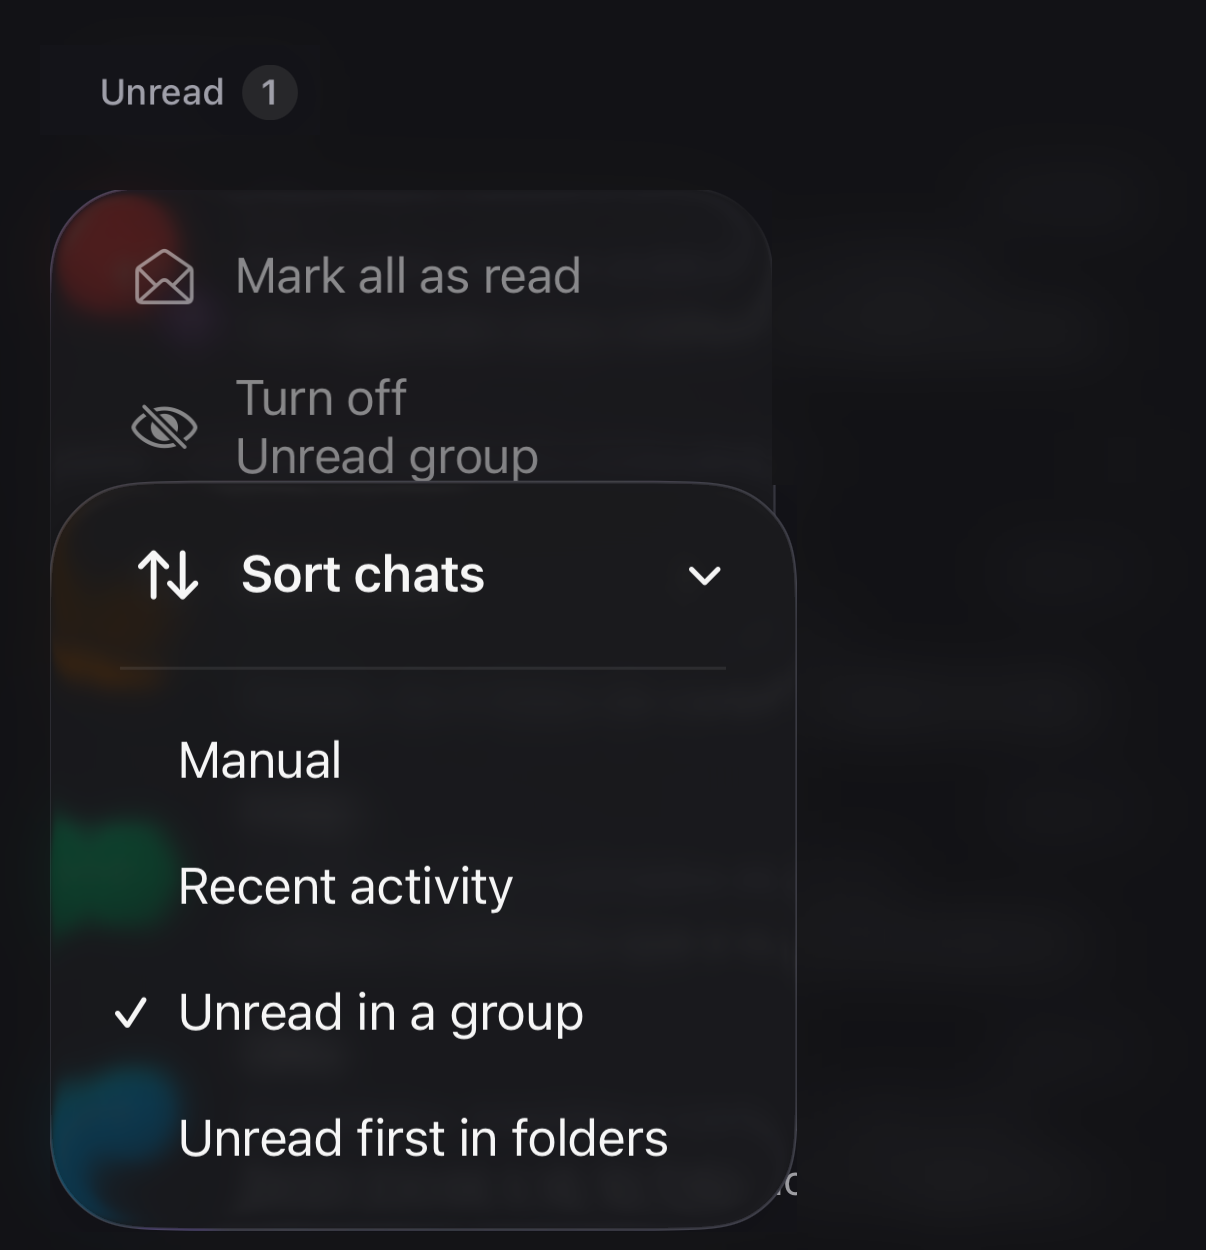 Unread 1
Mark all as read
Turn off
Unread group
Sort chats
Manual
Recent activity
Unread in a group
Unread first in folders